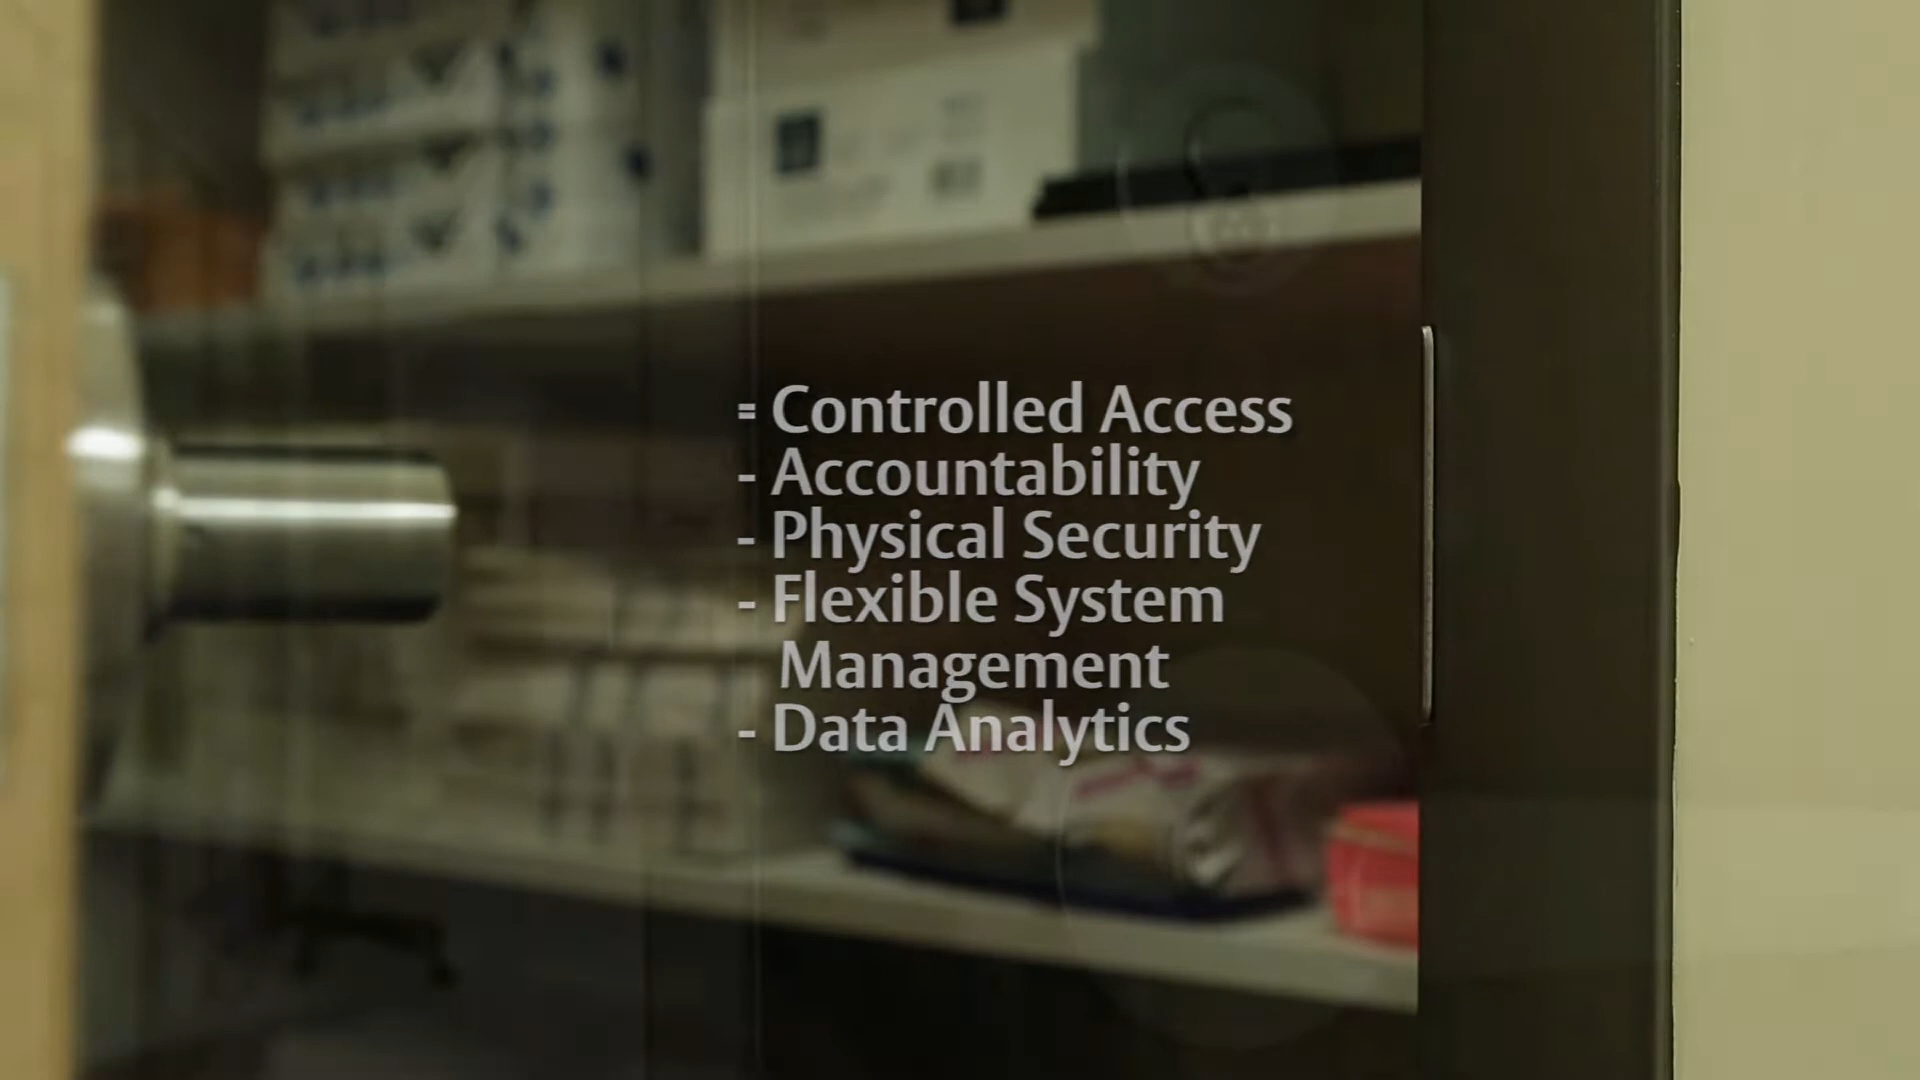 = Controlled Access
- Accountability
- Physical Security
- Flexible System
Management
- Data Analytics